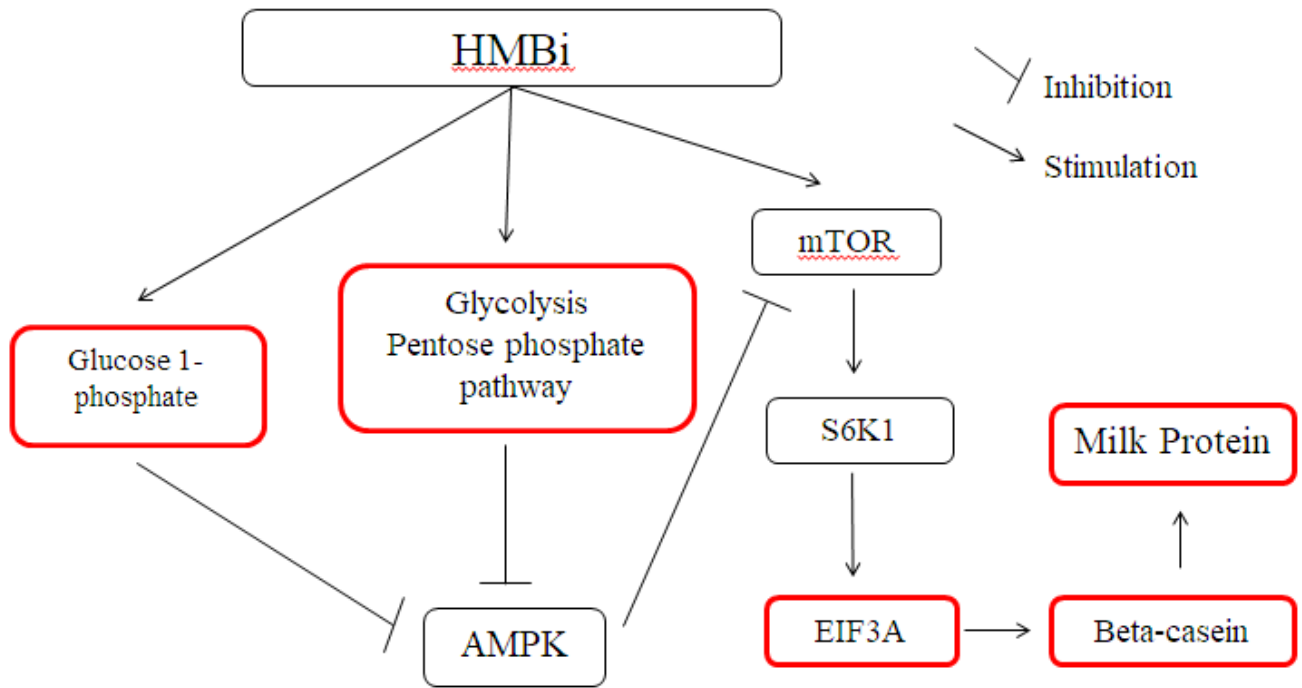 HMBi
Inhibition
Stimulation
mTOR
Glycolysis
Pentose phosphate
pathway
Glucose 1-
phosphate
S6K1
Milk Protein
AMPK
EIF3A
Beta-casein